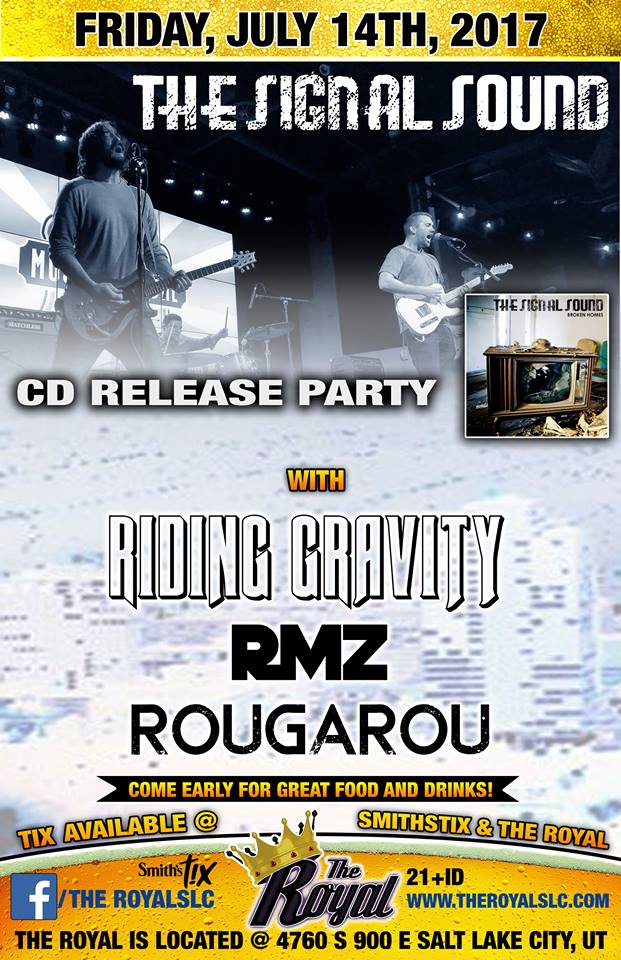 FRIDAY, JULY 14TH, 2017
THE SIGNAL SOUND
MATCHLESS
THE SIGNAL SOUND
BROKEN HOMES
CD RELEASE PARTY
WITH
RIDING GRAVITY
RMZ
ROUGAROU
COME EARLY FOR GREAT FOOD AND DRINKS!
TIX AVAILABLE @ SMITHSTIX & THE ROYAL
Smith's tix
f/THE ROYALSLC
The Royal
21+ID
WWW.THEROYALSLC.COM
THE ROYAL IS LOCATED @ 4760 S 900 E SALT LAKE CITY, UT